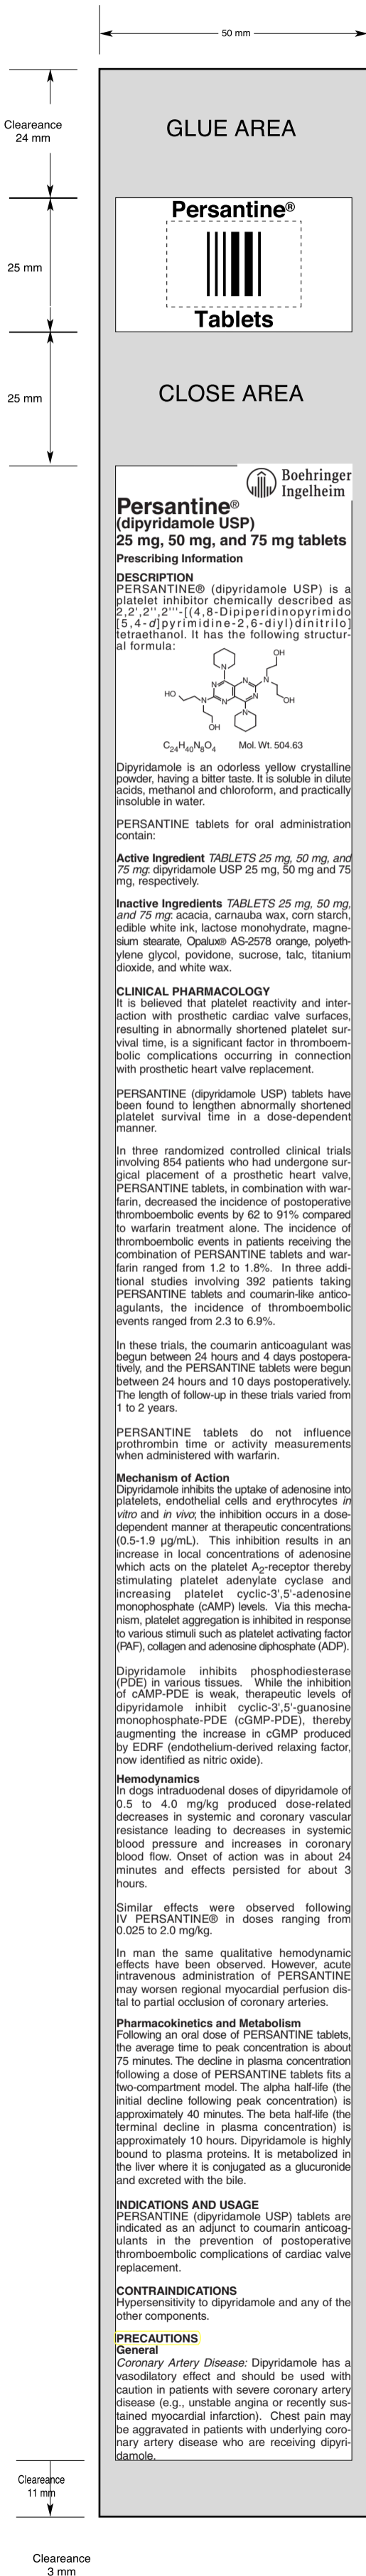 50 mm
Cleareance
24 mm
GLUE AREA
Persantine®
25 mm
Tablets
CLOSE AREA
25 mm
Boehringer
Ingelheim
Persantine®
(dipyridamole USP)
25 mg, 50 mg, and 75 mg tablets
Prescribing Information
DESCRIPTION
PERSANTINE® (dipyridamole USP) is a
platelet inhibitor chemically described as
2,2',2'',2'''-[(4,8-Dipiperidinopyrimido
[5,4-d]pyrimidine-2,6-diyl)dinitrilo]
tetraethanol. It has the following structur-
al formula:
OH
N
N
N
N
HO
N
OH
N
N
N
OH
C24H40N8O4 Mol. Wt. 504.63
Dipyridamole is an odorless yellow crystalline
powder, having a bitter taste. It is soluble in dilute
acids, methanol and chloroform, and practically
insoluble in water.
PERSANTINE tablets for oral administration
contain:
Active Ingredient TABLETS 25 mg, 50 mg, and
75 mg: dipyridamole USP 25 mg, 50 mg and 75
mg, respectively.
Inactive Ingredients TABLETS 25 mg, 50 mg,
and 75 mg: acacia, carnauba wax, corn starch,
edible white ink, lactose monohydrate, magne-
sium stearate, Opalux® AS-2578 orange, polyeth-
ylene glycol, povidone, sucrose, talc, titanium
dioxide, and white wax.
CLINICAL PHARMACOLOGY
It is believed that platelet reactivity and inter-
action with prosthetic cardiac valve surfaces,
resulting in abnormally shortened platelet sur-
vival time, is a significant factor in thromboem-
bolic complications occurring in connection
with prosthetic heart valve replacement.
PERSANTINE (dipyridamole USP) tablets have
been found to lengthen abnormally shortened
platelet survival time in a dose-dependent
manner.
In three randomized controlled clinical trials
involving 854 patients who had undergone sur-
gical placement of a prosthetic heart valve,
PERSANTINE tablets, in combination with war-
farin, decreased the incidence of postoperative
thromboembolic events by 62 to 91% compared
to warfarin treatment alone. The incidence of
thromboembolic events in patients receiving the
combination of PERSANTINE tablets and war-
farin ranged from 1.2 to 1.8%. In three addi-
tional studies involving 392 patients taking
PERSANTINE tablets and coumarin-like antico-
agulants, the incidence of thromboembolic
events ranged from 2.3 to 6.9%.
In these trials, the coumarin anticoagulant was
begun between 24 hours and 4 days postopera-
tively, and the PERSANTINE tablets were begun
between 24 hours and 10 days postoperatively.
The length of follow-up in these trials varied from
1 to 2 years.
PERSANTINE tablets do not influence
prothrombin time or activity measurements
when administered with warfarin.
Mechanism of Action
Dipyridamole inhibits the uptake of adenosine into
platelets, endothelial cells and erythrocytes in
vitro and in vivo; the inhibition occurs in a dose-
dependent manner at therapeutic concentrations
(0.5-1.9 µg/mL). This inhibition results in an
increase in local concentrations of adenosine
which acts on the platelet A2-receptor thereby
stimulating platelet adenylate cyclase and
increasing platelet cyclic-3',5'-adenosine
monophosphate (cAMP) levels. Via this mecha-
nism, platelet aggregation is inhibited in response
to various stimuli such as platelet activating factor
(PAF), collagen and adenosine diphosphate (ADP).
Dipyridamole inhibits phosphodiesterase
(PDE) in various tissues. While the inhibition
of cAMP-PDE is weak, therapeutic levels of
dipyridamole inhibit cyclic-3',5'-guanosine
monophosphate-PDE (cGMP-PDE), thereby
augmenting the increase in cGMP produced
by EDRF (endothelium-derived relaxing factor,
now identified as nitric oxide).
Hemodynamics
In dogs intraduodenal doses of dipyridamole of
0.5 to 4.0 mg/kg produced dose-related
decreases in systemic and coronary vascular
resistance leading to decreases in systemic
blood pressure and increases in coronary
blood flow. Onset of action was in about 24
minutes and effects persisted for about 3
hours.
Similar effects were observed following
IV PERSANTINE® in doses ranging from
0.025 to 2.0 mg/kg.
In man the same qualitative hemodynamic
effects have been observed. However, acute
intravenous administration of PERSANTINE
may worsen regional myocardial perfusion dis-
tal to partial occlusion of coronary arteries.
Pharmacokinetics and Metabolism
Following an oral dose of PERSANTINE tablets,
the average time to peak concentration is about
75 minutes. The decline in plasma concentration
following a dose of PERSANTINE tablets fits a
two-compartment model. The alpha half-life (the
initial decline following peak concentration) is
approximately 40 minutes. The beta half-life (the
terminal decline in plasma concentration) is
approximately 10 hours. Dipyridamole is highly
bound to plasma proteins. It is metabolized in
the liver where it is conjugated as a glucuronide
and excreted with the bile.
INDICATIONS AND USAGE
PERSANTINE (dipyridamole USP) tablets are
indicated as an adjunct to coumarin anticoag-
ulants in the prevention of postoperative
thromboembolic complications of cardiac valve
replacement.
CONTRAINDICATIONS
Hypersensitivity to dipyridamole and any of the
other components.
PRECAUTIONS
General
Coronary Artery Disease: Dipyridamole has a
vasodilatory effect and should be used with
caution in patients with severe coronary artery
disease (e.g., unstable angina or recently sus-
tained myocardial infarction). Chest pain may
be aggravated in patients with underlying coro-
nary artery disease who are receiving dipyri-
damole.
Cleareance
11 mm
Cleareance
3 mm